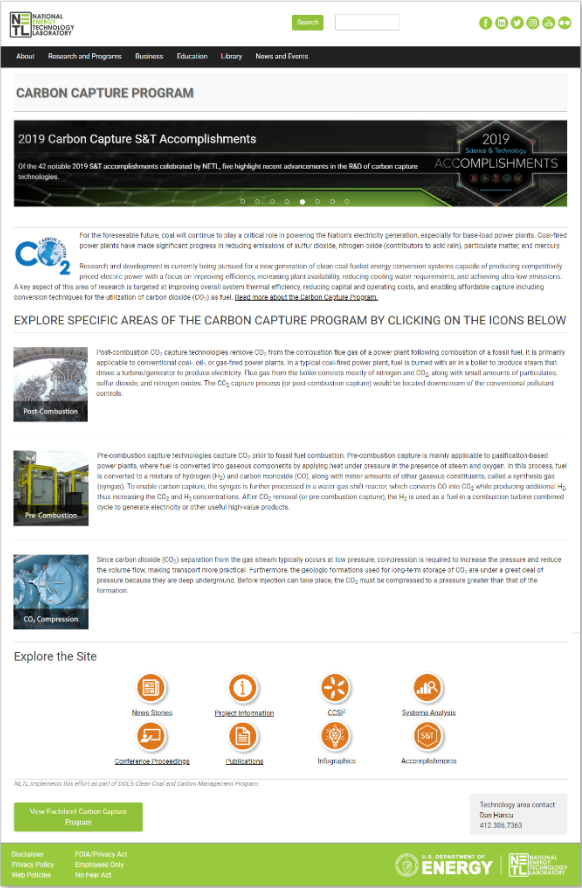 NATIONAL
ENERGY
TECHNOLOGY
LABORATORY
NETL
Search
About Research and Programs Business Education Library News and Events
CARBON CAPTURE PROGRAM
2019 Carbon Capture S&T Accomplishments
Of the 42 notable 2019 S&T accomplishments celebrated by NETL, five highlight recent advancements in the R&D of carbon capture
technologies.
2019
Science & Technology
ACCOMPLISHMENTS
CARBON CAPTURE
CO2
For the foreseeable future, coal will continue to play a critical role in powering the Nation's electricity generation, especially for base-load power plants. Coal-fired
power plants have made significant progress in reducing emissions of sulfur dioxide, nitrogen oxide (contributors to acid rain), particulate matter, and mercury.
Research and development is currently being pursued for a new generation of clean coal-fueled energy conversion systems capable of producing competitively
priced electric power with a focus on improving efficiency, increasing plant availability, reducing cooling water requirements, and achieving ultra-low emissions.
A key aspect of this area of research is targeted at improving overall system thermal efficiency, reducing capital and operating costs, and enabling affordable capture including
conversion techniques for the utilization of carbon dioxide (CO₂) as fuel. Read more about the Carbon Capture Program.
EXPLORE SPECIFIC AREAS OF THE CARBON CAPTURE PROGRAM BY CLICKING ON THE ICONS BELOW
Post-combustion CO₂ capture technologies remove CO₂ from the combustion flue gas of a power plant following combustion of a fossil fuel. It is primarily
applicable to conventional coal-, oil-, or gas-fired power plants. In a typical coal-fired power plant, fuel is burned with air in a boiler to produce steam that
drives a turbine/generator to produce electricity. Flue gas from the boiler consists mostly of nitrogen and CO₂, along with small amounts of particulates,
sulfur dioxide, and nitrogen oxides. The CO₂ capture process (or post-combustion capture) would be located downstream of the conventional pollutant
controls.
Post-Combustion
Pre-combustion capture technologies capture CO₂ prior to fossil fuel combustion. Pre-combustion capture is mainly applicable to gasification-based
power plants, where fuel is converted into gaseous components by applying heat under pressure in the presence of steam and oxygen. In this process, fuel
is converted to a mixture of hydrogen (H₂) and carbon monoxide (CO), along with minor amounts of other gaseous constituents, called a synthesis gas
(syngas). To enable carbon capture, the syngas is further processed in a water gas shift reactor, which converts CO into CO₂ while producing additional H₂,
thus increasing the CO₂ and H₂ concentrations. After CO₂ removal (or pre-combustion capture), the H₂ is used as a fuel in a combustion turbine combined
cycle to generate electricity or other useful high-value products.
Pre-Combustion
Since carbon dioxide (CO₂) separation from the gas stream typically occurs at low pressure, compression is required to increase the pressure and reduce
the volume flow, making transport more practical. Furthermore, the geologic formations used for long-term storage of CO₂ are under a great deal of
pressure because they are deep underground. Before injection can take place, the CO₂ must be compressed to a pressure greater than that of the
formation.
CO₂ Compression
Explore the Site
News Stories Project Information CCSI² Systems Analysis
S&T
Conference Proceedings Publications Infographics Accomplishments
NETL implements this effort as part of DOE's Clean Coal and Carbon Management Program.
View Factsheet Carbon Capture
Program
Technology area contact:
Dan Hancu
412.386.7363
Disclaimer FOIA/Privacy Act
Privacy Policy Employees Only
Web Policies No Fear Act
U.S. DEPARTMENT OF
ENERGY
NETL
NATIONAL
ENERGY
TECHNOLOGY
LABORATORY